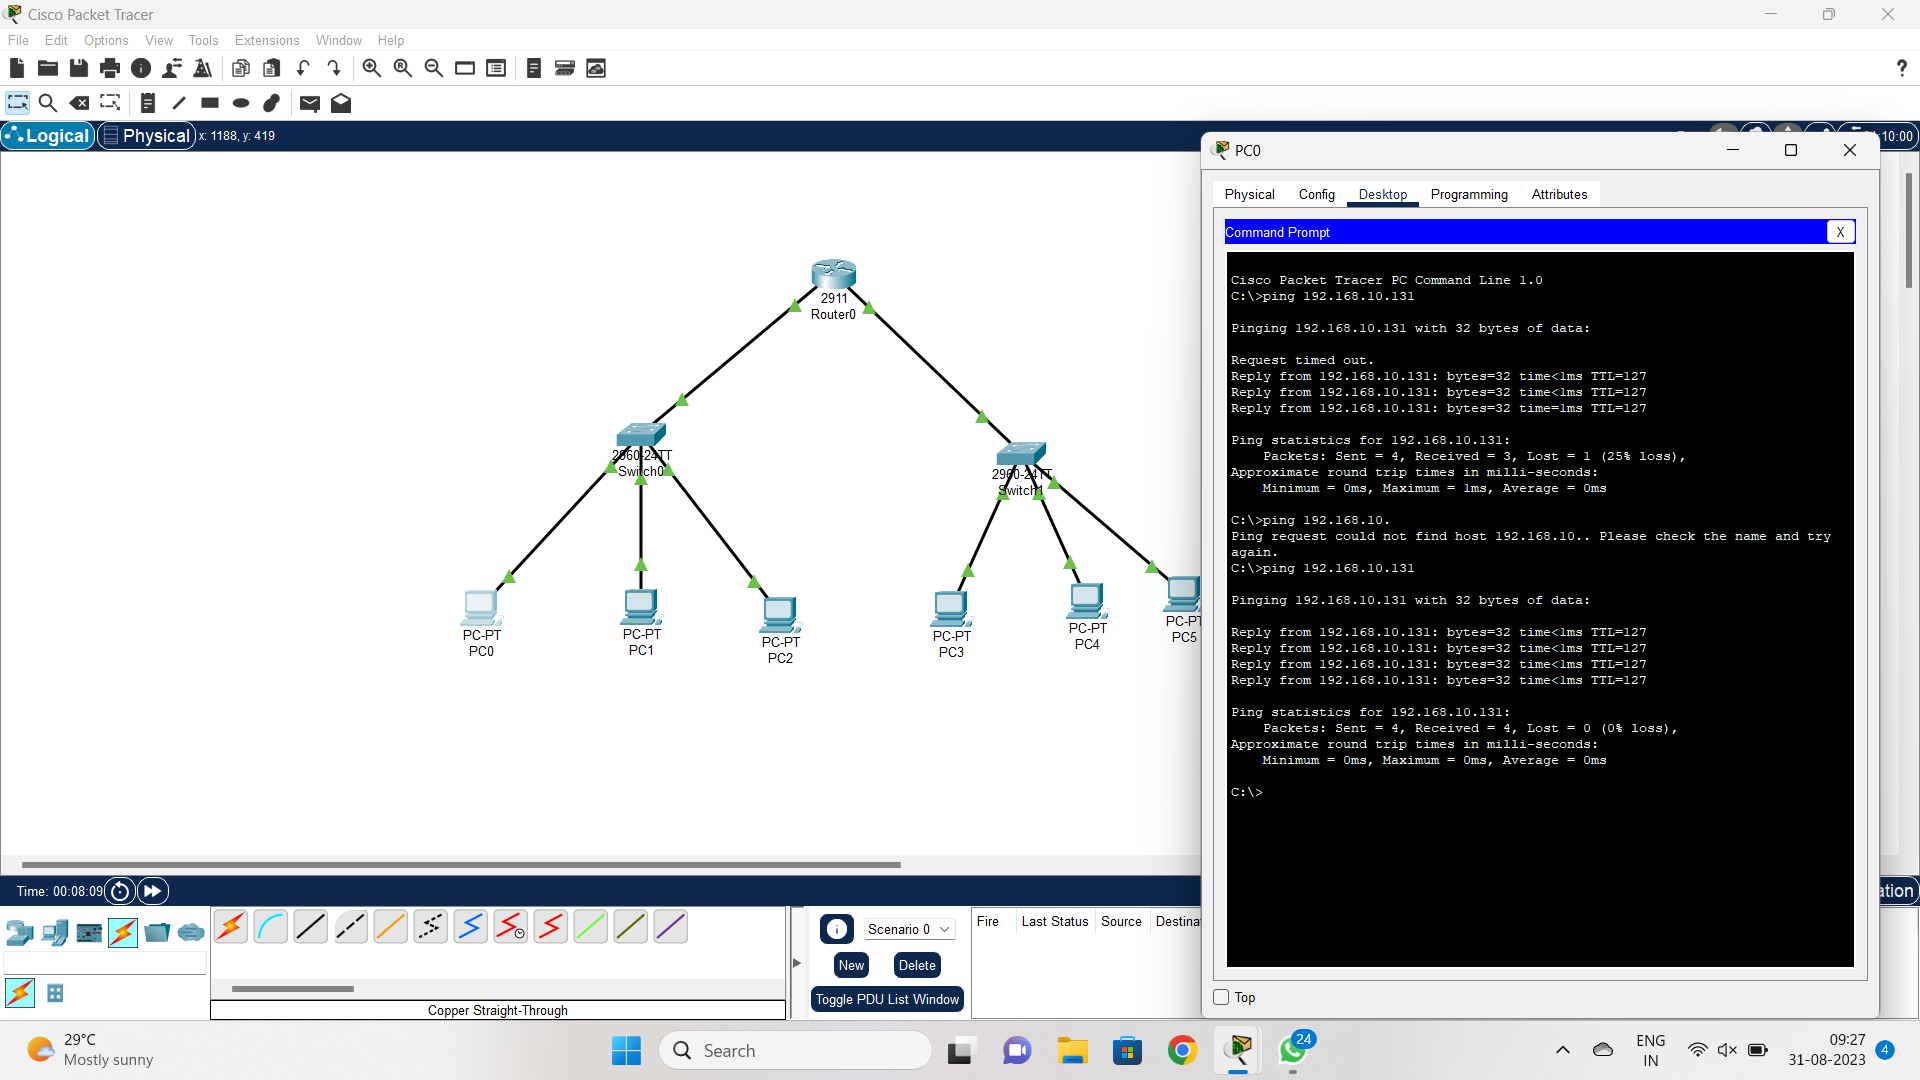 Cisco Packet Tracer
File Edit Options View Tools Extensions Window Help
?
Logical Physical x: 1188, y: 419
10:00
2911
Router0
2960-24TT
Switch0
2960-24TT
Switch1
PC-PT
PC0
PC-PT
PC1
PC-PT
PC2
PC-PT
PC3
PC-PT
PC4
PC-PT
PC5
PC0
Physical Config Desktop Programming Attributes
Command Prompt X
Cisco Packet Tracer PC Command Line 1.0
C:\>ping 192.168.10.131
Pinging 192.168.10.131 with 32 bytes of data:
Request timed out.
Reply from 192.168.10.131: bytes=32 time<1ms TTL=127
Reply from 192.168.10.131: bytes=32 time<1ms TTL=127
Reply from 192.168.10.131: bytes=32 time=1ms TTL=127
Ping statistics for 192.168.10.131:
Packets: Sent = 4, Received = 3, Lost = 1 (25% loss),
Approximate round trip times in milli-seconds:
Minimum = 0ms, Maximum = 1ms, Average = 0ms
C:\>ping 192.168.10.
Ping request could not find host 192.168.10.. Please check the name and try
again.
C:\>ping 192.168.10.131
Pinging 192.168.10.131 with 32 bytes of data:
Reply from 192.168.10.131: bytes=32 time<1ms TTL=127
Reply from 192.168.10.131: bytes=32 time<1ms TTL=127
Reply from 192.168.10.131: bytes=32 time<1ms TTL=127
Reply from 192.168.10.131: bytes=32 time<1ms TTL=127
Ping statistics for 192.168.10.131:
Packets: Sent = 4, Received = 4, Lost = 0 (0% loss),
Approximate round trip times in milli-seconds:
Minimum = 0ms, Maximum = 0ms, Average = 0ms
C:\>
Top
Time: 00:08:09
ation
Scenario 0
New Delete
Toggle PDU List Window
Fire Last Status Source Destina
Copper Straight-Through
29°C
Mostly sunny
Search
24
ENG
IN
09:27
31-08-2023
4